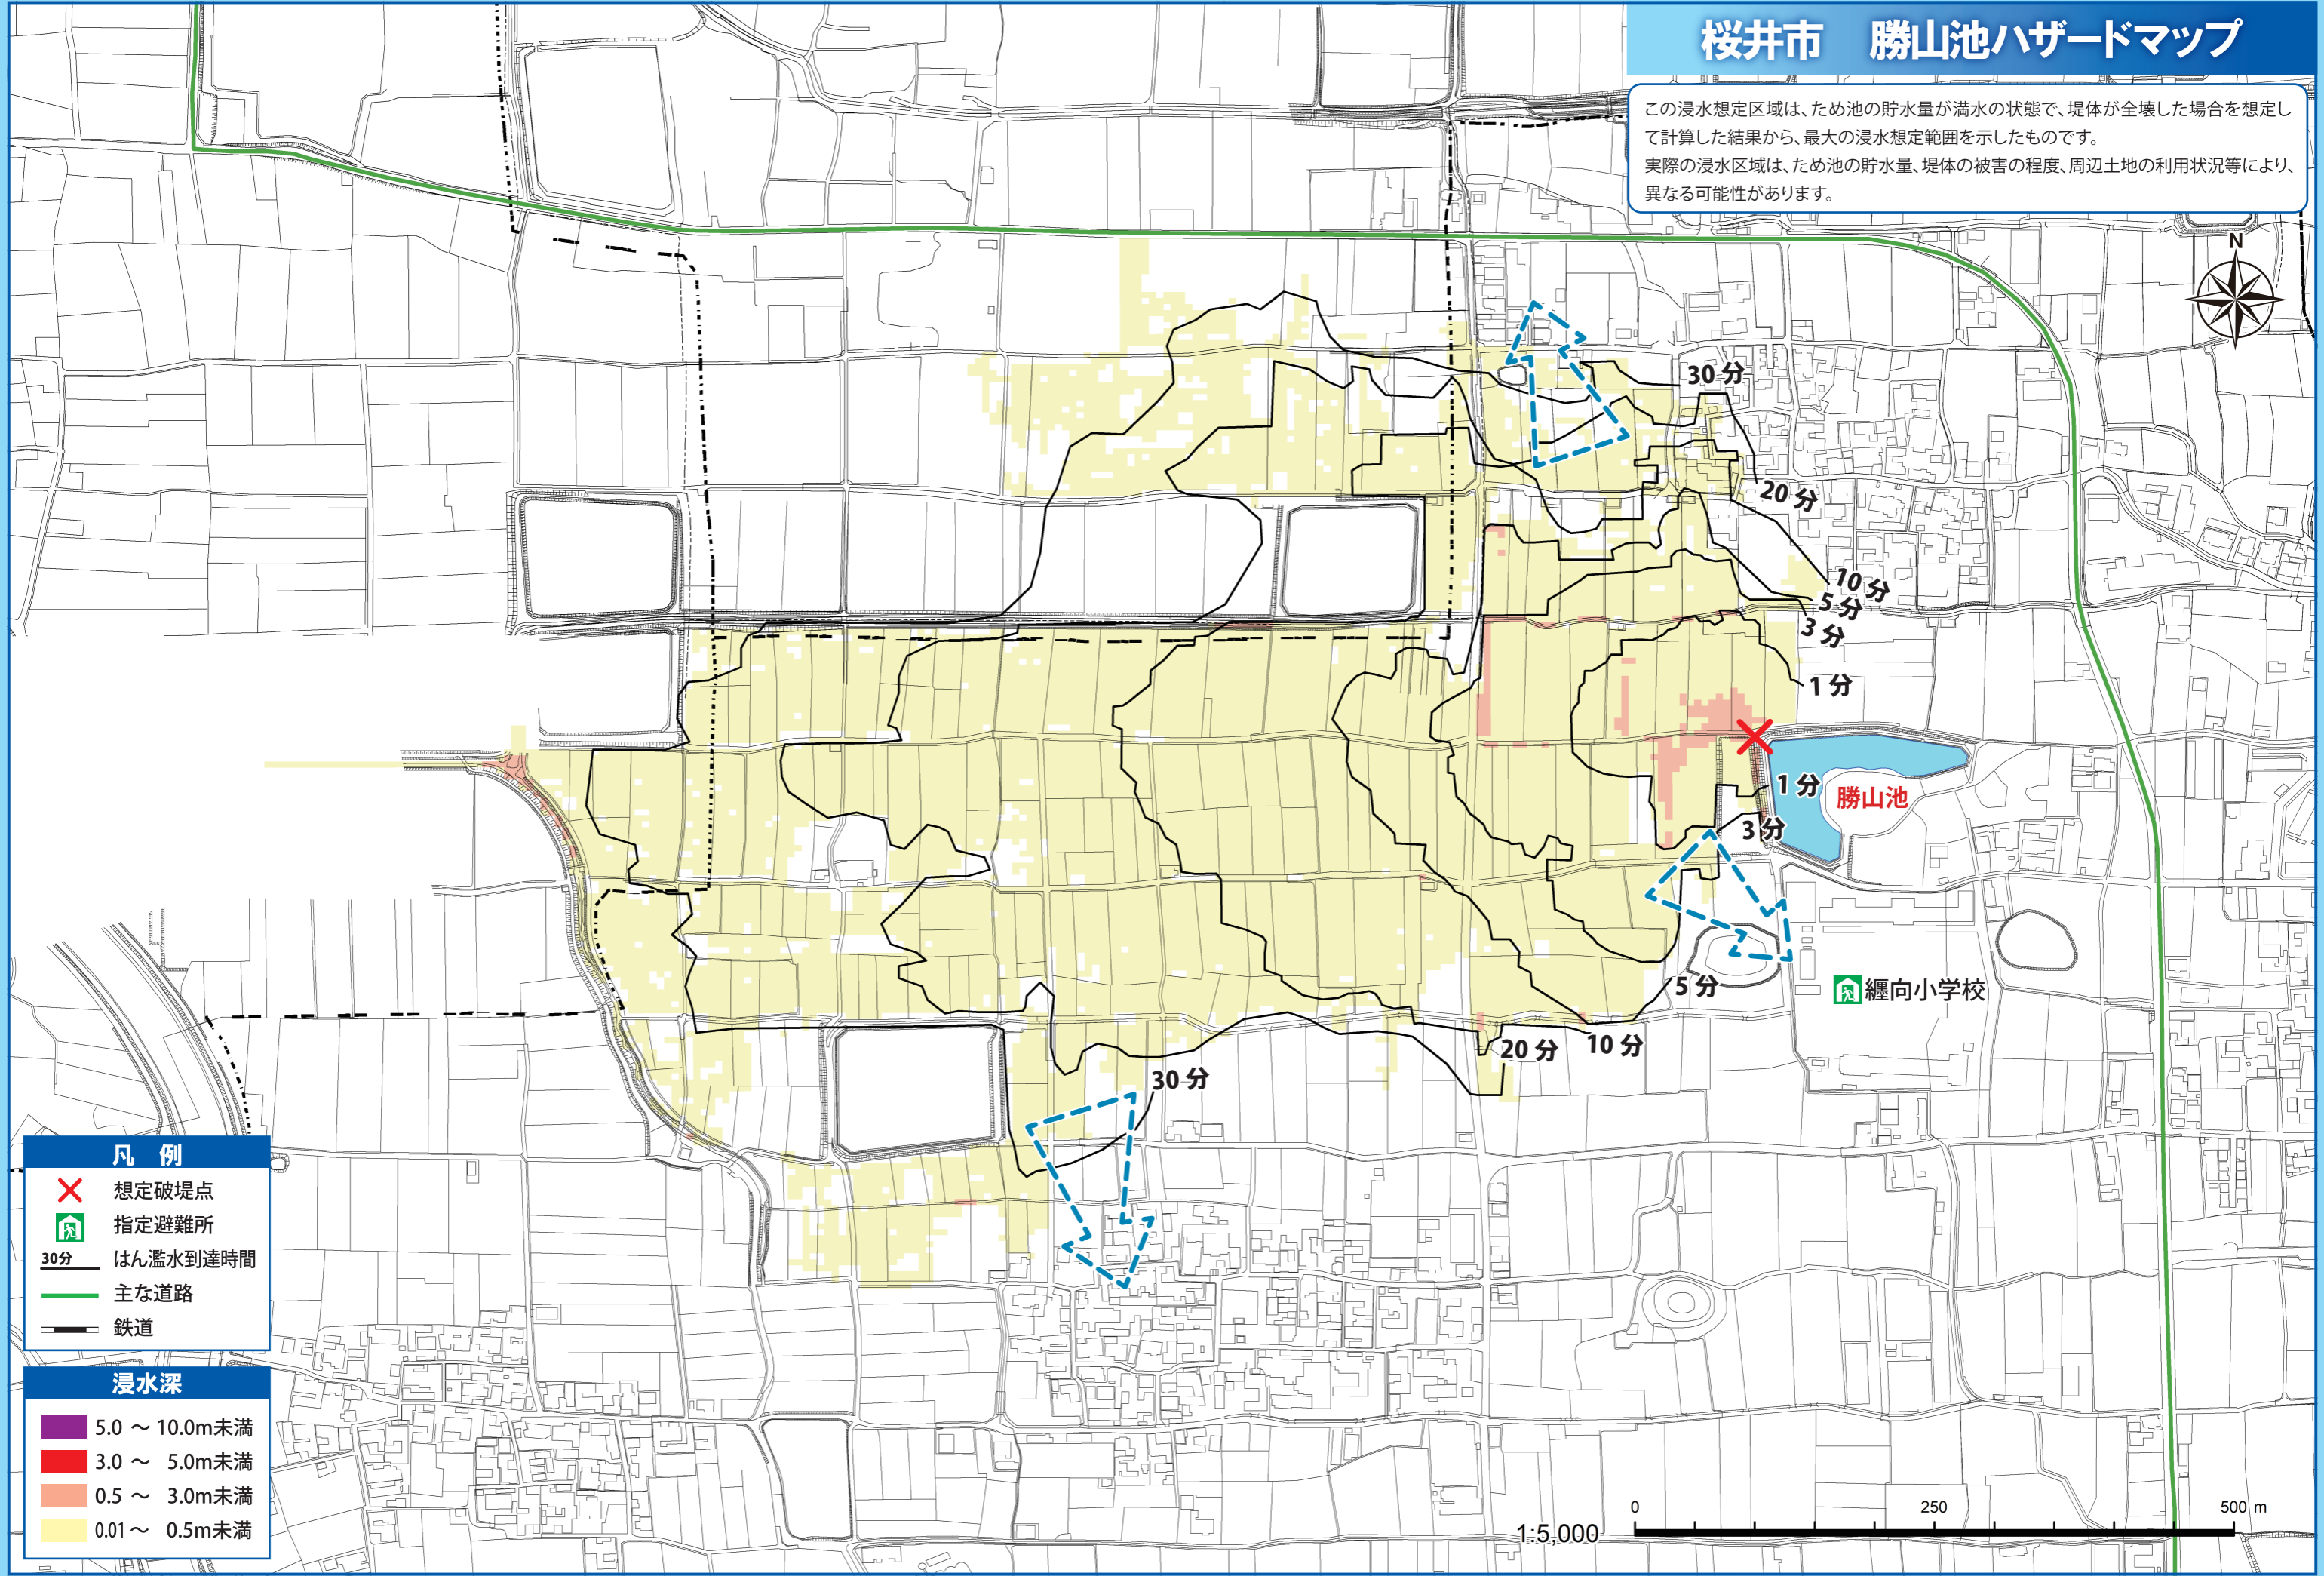 桜井市　勝山池ハザードマップ
この浸水想定区域は、ため池の貯水量が満水の状態で、堤体が全壊した場合を想定し
て計算した結果から、最大の浸水想定範囲を示したものです。
実際の浸水区域は、ため池の貯水量、堤体の被害の程度、周辺土地の利用状況等により、
異なる可能性があります。
N
30分
20分
10分
5分
3分
1分
1分
勝山池
3分
5分
纒向小学校
20分
10分
30分
凡　例
想定破堤点
指定避難所
30分 はん濫水到達時間
主な道路
鉄道
浸水深
5.0 ～ 10.0m未満
3.0 ～ 5.0m未満
0.5 ～ 3.0m未満
0.01～ 0.5m未満
0 250 500 m
1:5,000